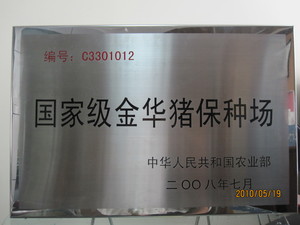 编号：C3301012
国家级金华猪保种场
中华人民共和国农业部
二〇〇八年七月
2010/05/19